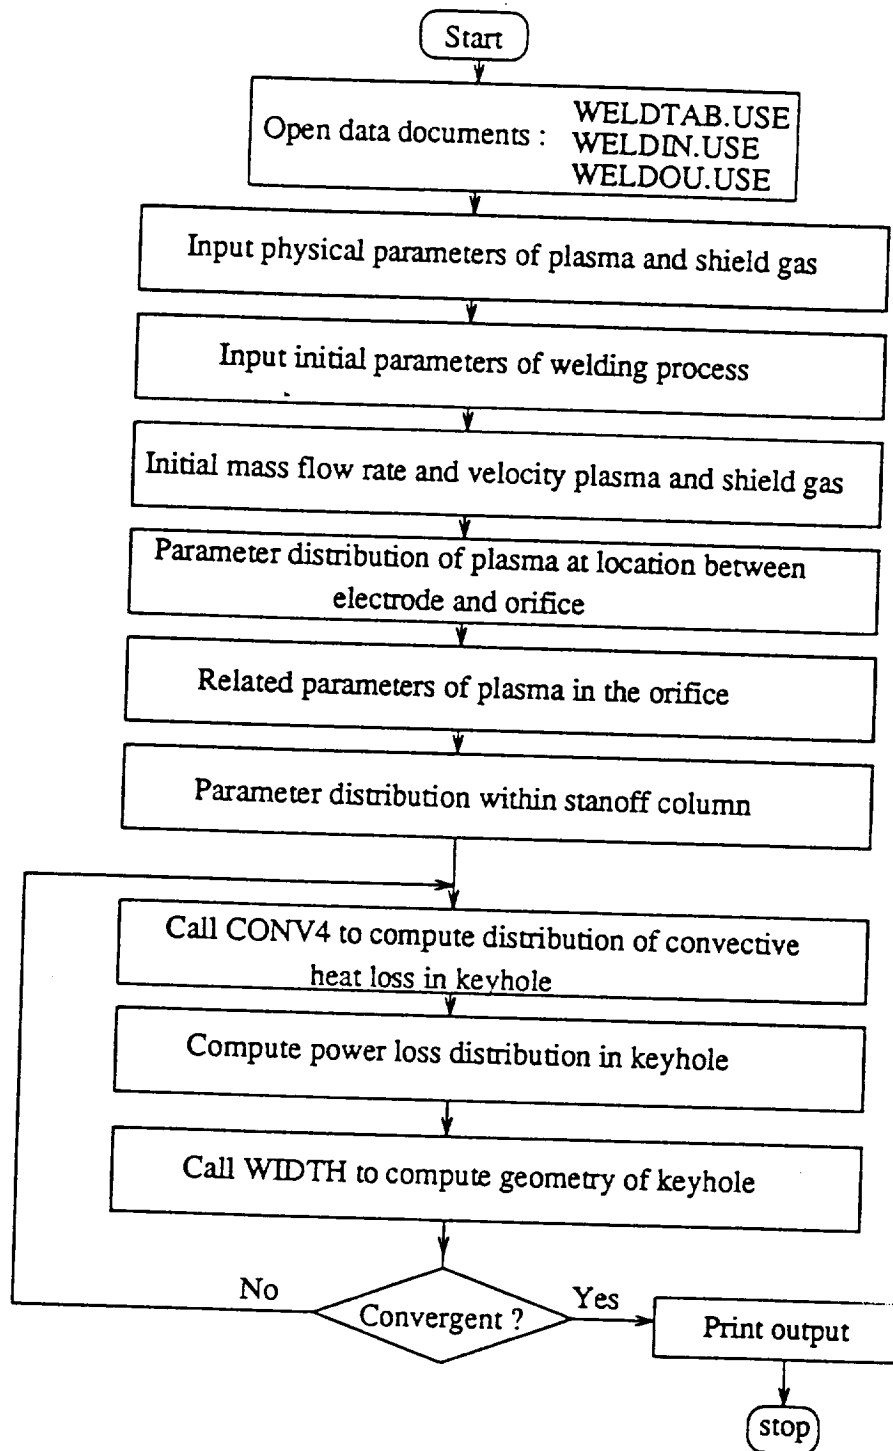 Start
Open data documents :
WELDTAB.USE
WELDIN.USE
WELDOU.USE
Input physical parameters of plasma and shield gas
Input initial parameters of welding process
Initial mass flow rate and velocity plasma and shield gas
Parameter distribution of plasma at location between
electrode and orifice
Related parameters of plasma in the orifice
Parameter distribution within stanoff column
Call CONV4 to compute distribution of convective
heat loss in keyhole
Compute power loss distribution in keyhole
Call WIDTH to compute geometry of keyhole
No
Convergent ?
Yes
Print output
stop